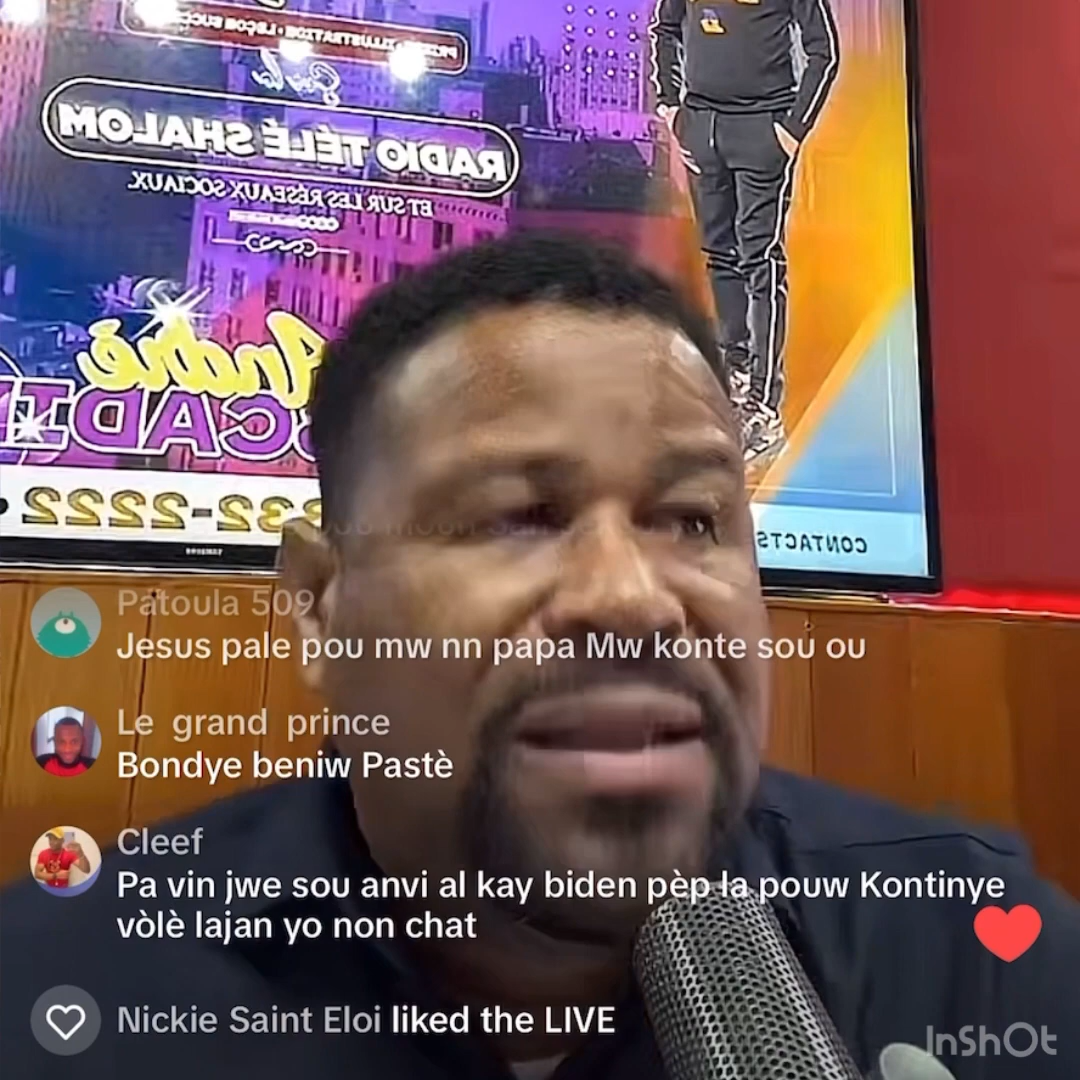 RADIO TÉLÉ SHALOM
ET SUR LES RÉSEAUX SOCIAUX.
André
232-2222
CONTACTS
SAMSUNG
Patoula 509
Jesus pale pou mw nn papa Mw konte sou ou
Le grand prince
Bondye beniw Pastè
Cleef
Pa vin jwe sou anvi al kay biden pèp la pouw Kontinye
vòlè lajan yo non chat
Nickie Saint Eloi liked the LIVE
InShOt